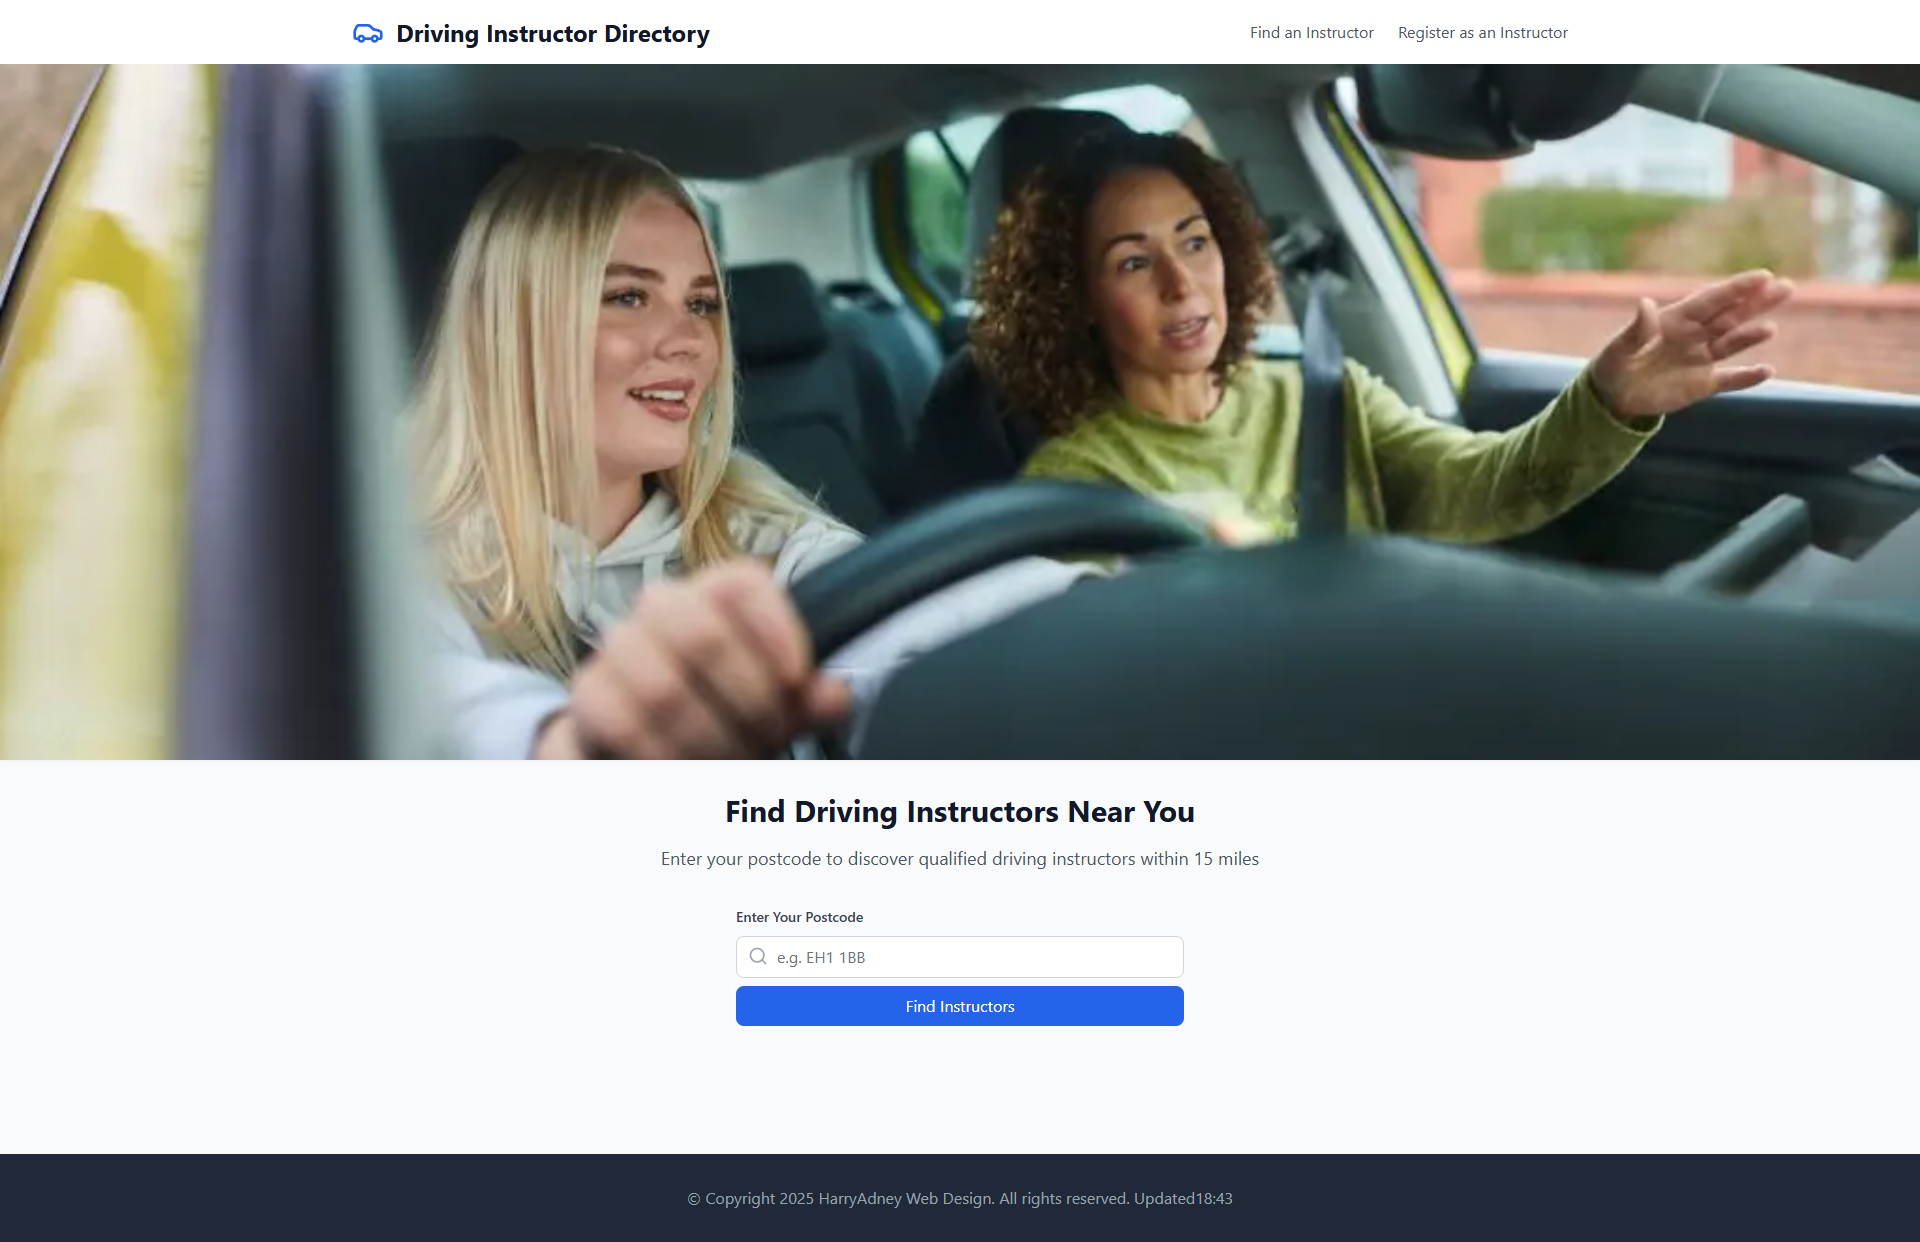 Driving Instructor Directory
Find an Instructor
Register as an Instructor
Find Driving Instructors Near You
Enter your postcode to discover qualified driving instructors within 15 miles
Enter Your Postcode
e.g. EH1 1BB
Find Instructors
© Copyright 2025 HarryAdney Web Design. All rights reserved. Updated18:43